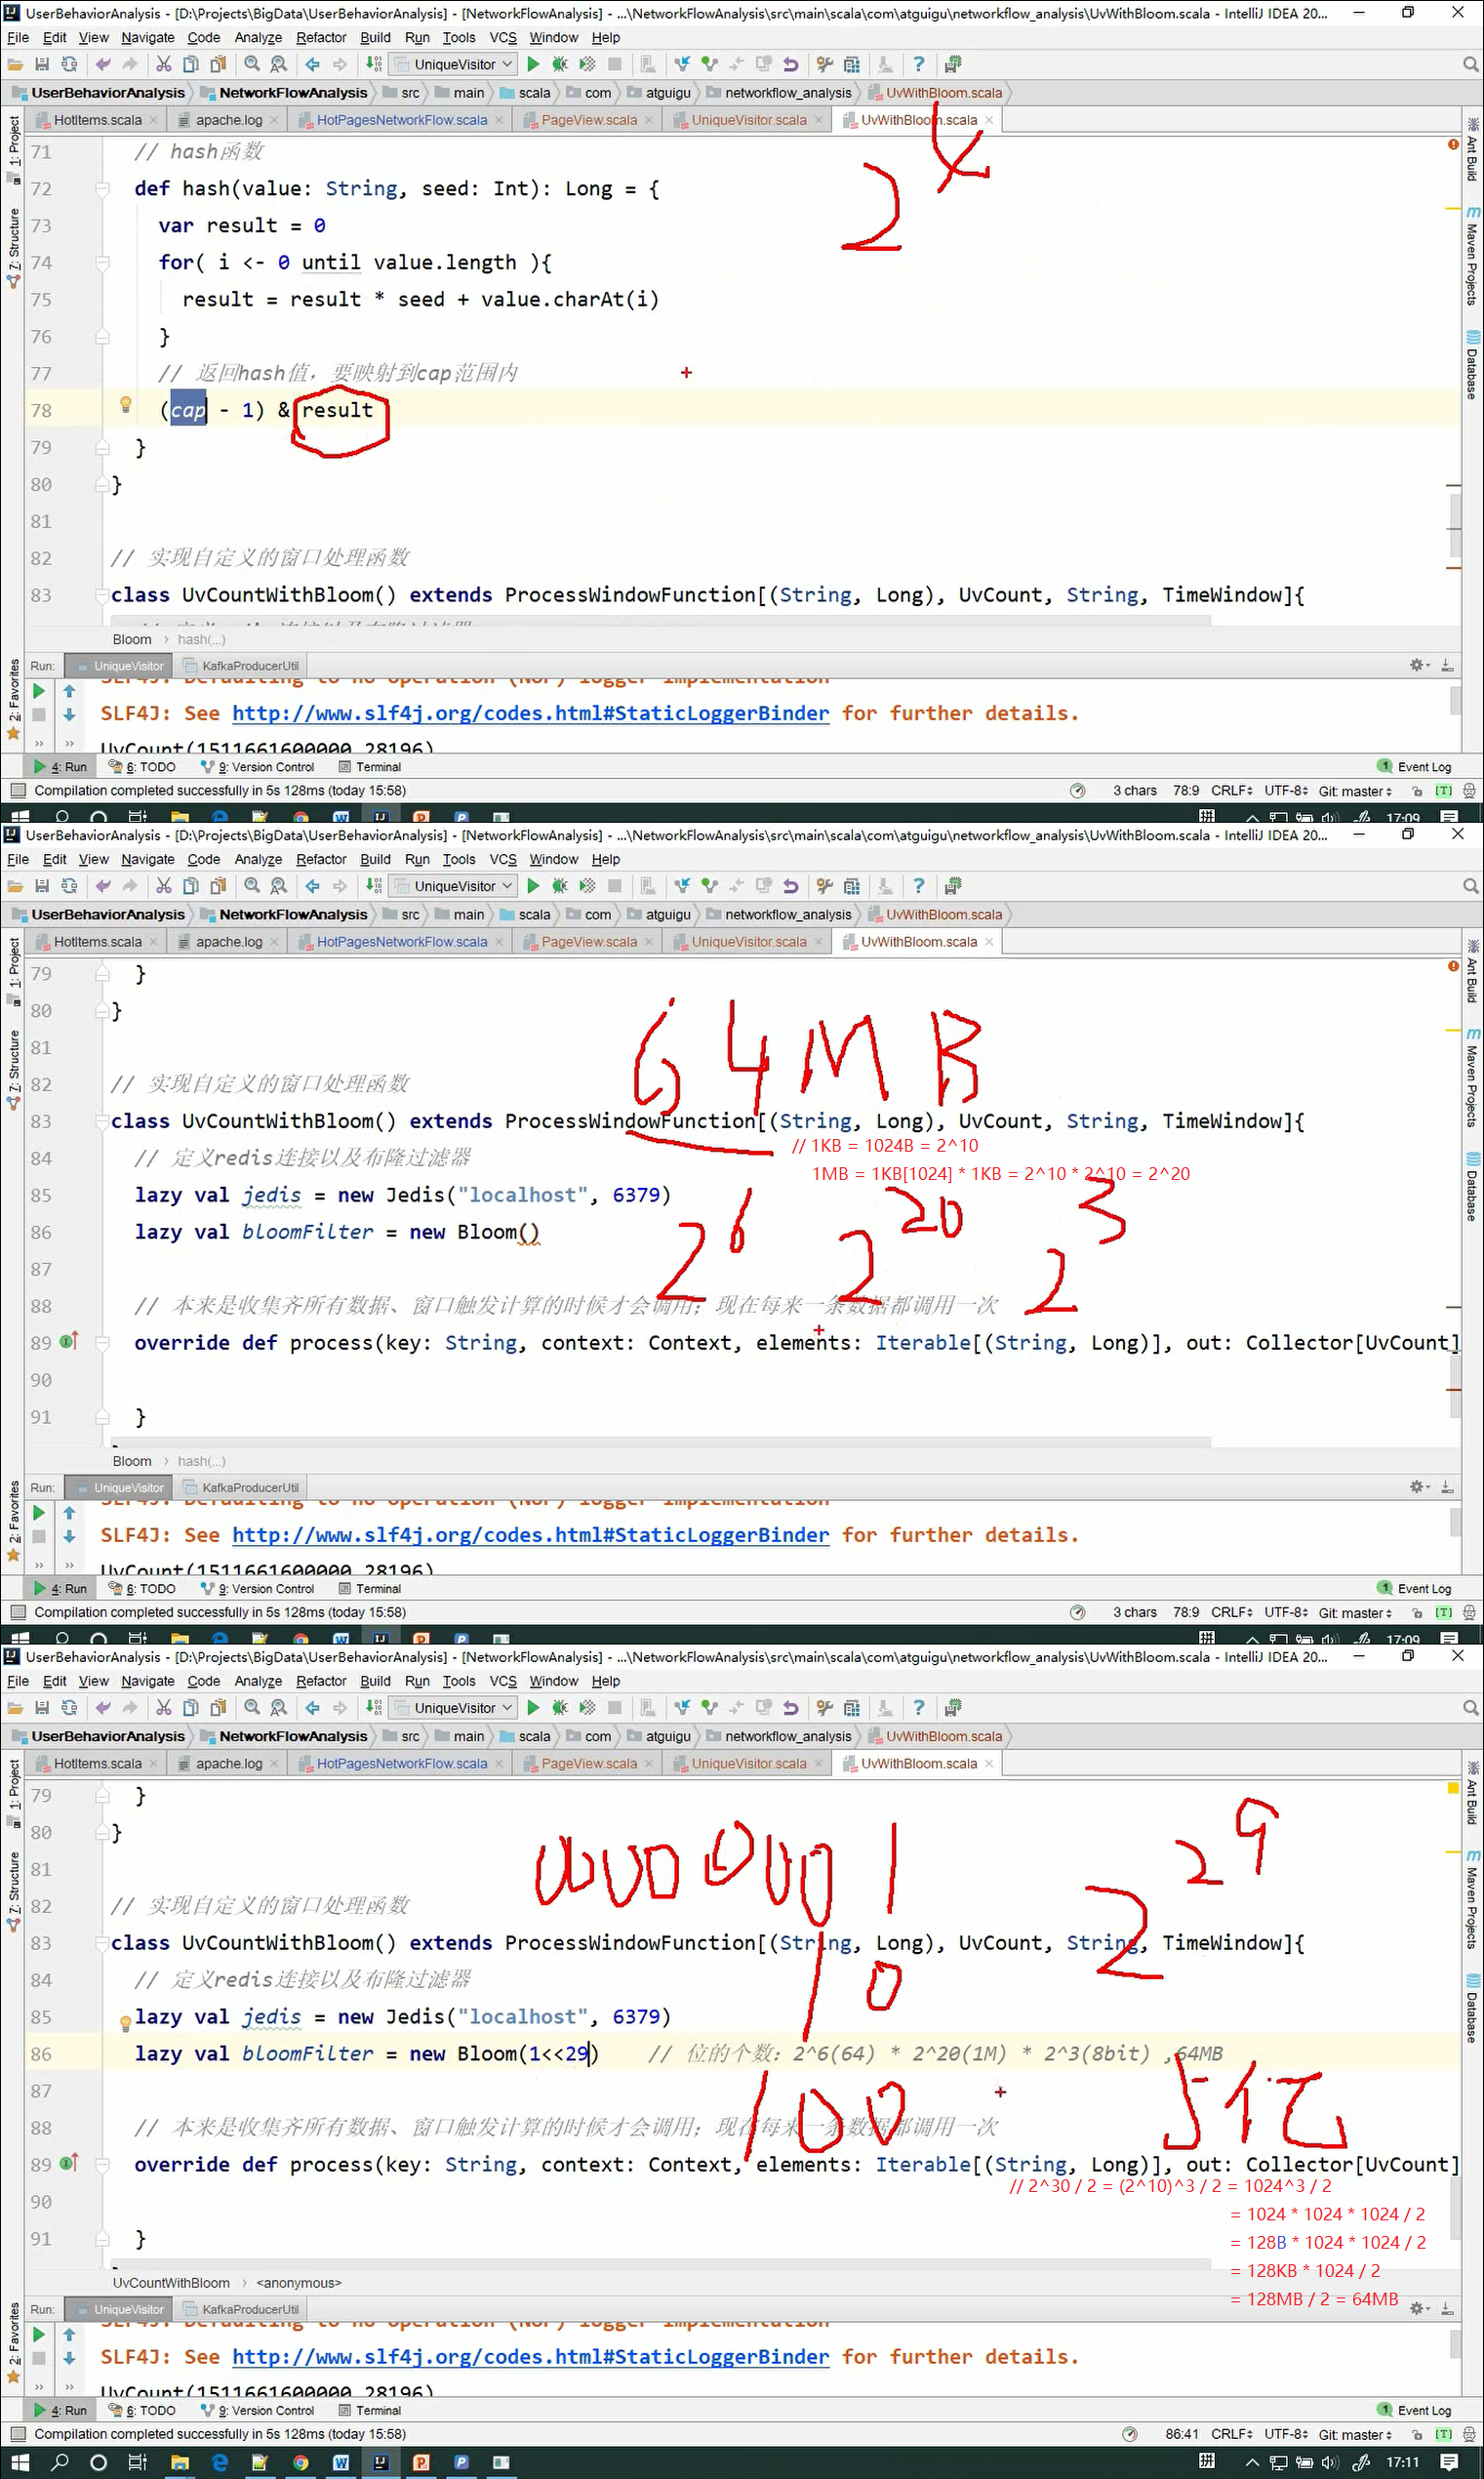 UserBehaviorAnalysis - [D:\Projects\BigData\UserBehaviorAnalysis] - [NetworkFlowAnalysis] - ...\NetworkFlowAnalysis\src\main\scala\com\atguigu\networkflow_analysis\UvWithBloom.scala - IntelliJ IDEA 20...
File Edit View Navigate Code Analyze Refactor Build Run Tools VCS Window Help
UniqueVisitor
UserBehaviorAnalysis NetworkFlowAnalysis src main scala com atguigu networkflow_analysis UvWithBloom.scala
HotItems.scala apache.log HotPagesNetworkFlow.scala PageView.scala UniqueVisitor.scala UvWithBloom.scala
1: Project
7: Structure
2: Favorites
Ant Build
Maven Projects
Database
2
71 // hash函数
72 def hash(value: String, seed: Int): Long = {
73 var result = 0
74 for( i <- 0 until value.length ){
75 result = result * seed + value.charAt(i)
76 }
77 // 返回hash值，要映射到cap范围内
78 (cap - 1) & result
79 }
80 }
81
82 // 实现自定义的窗口处理函数
83 class UvCountWithBloom() extends ProcessWindowFunction[(String, Long), UvCount, String, TimeWindow]{
Bloom › hash(...)
Run: UniqueVisitor KafkaProducerUtil
SLF4J: Defaulting to no-operation (NOP) logger implementation
SLF4J: See http://www.slf4j.org/codes.html#StaticLoggerBinder for further details.
UvCount(1511661600000,28196)
4: Run 6: TODO 9: Version Control Terminal 1 Event Log
Compilation completed successfully in 5s 128ms (today 15:58) 3 chars 78:9 CRLF UTF-8 Git: master
17:09
UserBehaviorAnalysis - [D:\Projects\BigData\UserBehaviorAnalysis] - [NetworkFlowAnalysis] - ...\NetworkFlowAnalysis\src\main\scala\com\atguigu\networkflow_analysis\UvWithBloom.scala - IntelliJ IDEA 20...
File Edit View Navigate Code Analyze Refactor Build Run Tools VCS Window Help
UniqueVisitor
UserBehaviorAnalysis NetworkFlowAnalysis src main scala com atguigu networkflow_analysis UvWithBloom.scala
HotItems.scala apache.log HotPagesNetworkFlow.scala PageView.scala UniqueVisitor.scala UvWithBloom.scala
1: Project
7: Structure
2: Favorites
Ant Build
Maven Projects
Database
79 }
80 }
81
64MB
82 // 实现自定义的窗口处理函数
83 class UvCountWithBloom() extends ProcessWindowFunction[(String, Long), UvCount, String, TimeWindow]{
// 1KB = 1024B = 2^10
84 // 定义redis连接以及布隆过滤器
1MB = 1KB[1024] * 1KB = 2^10 * 2^10 = 2^20
85 lazy val jedis = new Jedis("localhost", 6379)
86 lazy val bloomFilter = new Bloom()
2 6 2 20 2 3
87
88 // 本来是收集齐所有数据、窗口触发计算的时候才会调用；现在每来一条数据都调用一次
89 override def process(key: String, context: Context, elements: Iterable[(String, Long)], out: Collector[UvCount]
90
91 }
Bloom › hash(...)
Run: UniqueVisitor KafkaProducerUtil
SLF4J: Defaulting to no-operation (NOP) logger implementation
SLF4J: See http://www.slf4j.org/codes.html#StaticLoggerBinder for further details.
UvCount(1511661600000,28196)
4: Run 6: TODO 9: Version Control Terminal 1 Event Log
Compilation completed successfully in 5s 128ms (today 15:58) 3 chars 78:9 CRLF UTF-8 Git: master
17:09
UserBehaviorAnalysis - [D:\Projects\BigData\UserBehaviorAnalysis] - [NetworkFlowAnalysis] - ...\NetworkFlowAnalysis\src\main\scala\com\atguigu\networkflow_analysis\UvWithBloom.scala - IntelliJ IDEA 20...
File Edit View Navigate Code Analyze Refactor Build Run Tools VCS Window Help
UniqueVisitor
UserBehaviorAnalysis NetworkFlowAnalysis src main scala com atguigu networkflow_analysis UvWithBloom.scala
HotItems.scala apache.log HotPagesNetworkFlow.scala PageView.scala UniqueVisitor.scala UvWithBloom.scala
1: Project
7: Structure
2: Favorites
Ant Build
Maven Projects
Database
79 }
80 }
81
2 29
82 // 实现自定义的窗口处理函数
83 class UvCountWithBloom() extends ProcessWindowFunction[(String, Long), UvCount, String, TimeWindow]{
84 // 定义redis连接以及布隆过滤器
10
85 lazy val jedis = new Jedis("localhost", 6379)
86 lazy val bloomFilter = new Bloom(1<<29) // 位的个数：2^6(64) * 2^20(1M) * 2^3(8bit) ,64MB
87
100 5亿
88 // 本来是收集齐所有数据、窗口触发计算的时候才会调用；现在每来一条数据都调用一次
89 override def process(key: String, context: Context, elements: Iterable[(String, Long)], out: Collector[UvCount]
// 2^30 / 2 = (2^10)^3 / 2 = 1024^3 / 2
90
= 1024 * 1024 * 1024 / 2
91 }
= 128B * 1024 * 1024 / 2
= 128KB * 1024 / 2
= 128MB / 2 = 64MB
UvCountWithBloom › <anonymous>
Run: UniqueVisitor KafkaProducerUtil
SLF4J: Defaulting to no-operation (NOP) logger implementation
SLF4J: See http://www.slf4j.org/codes.html#StaticLoggerBinder for further details.
UvCount(1511661600000,28196)
4: Run 6: TODO 9: Version Control Terminal 1 Event Log
Compilation completed successfully in 5s 128ms (today 15:58) 86:41 CRLF UTF-8 Git: master
17:11